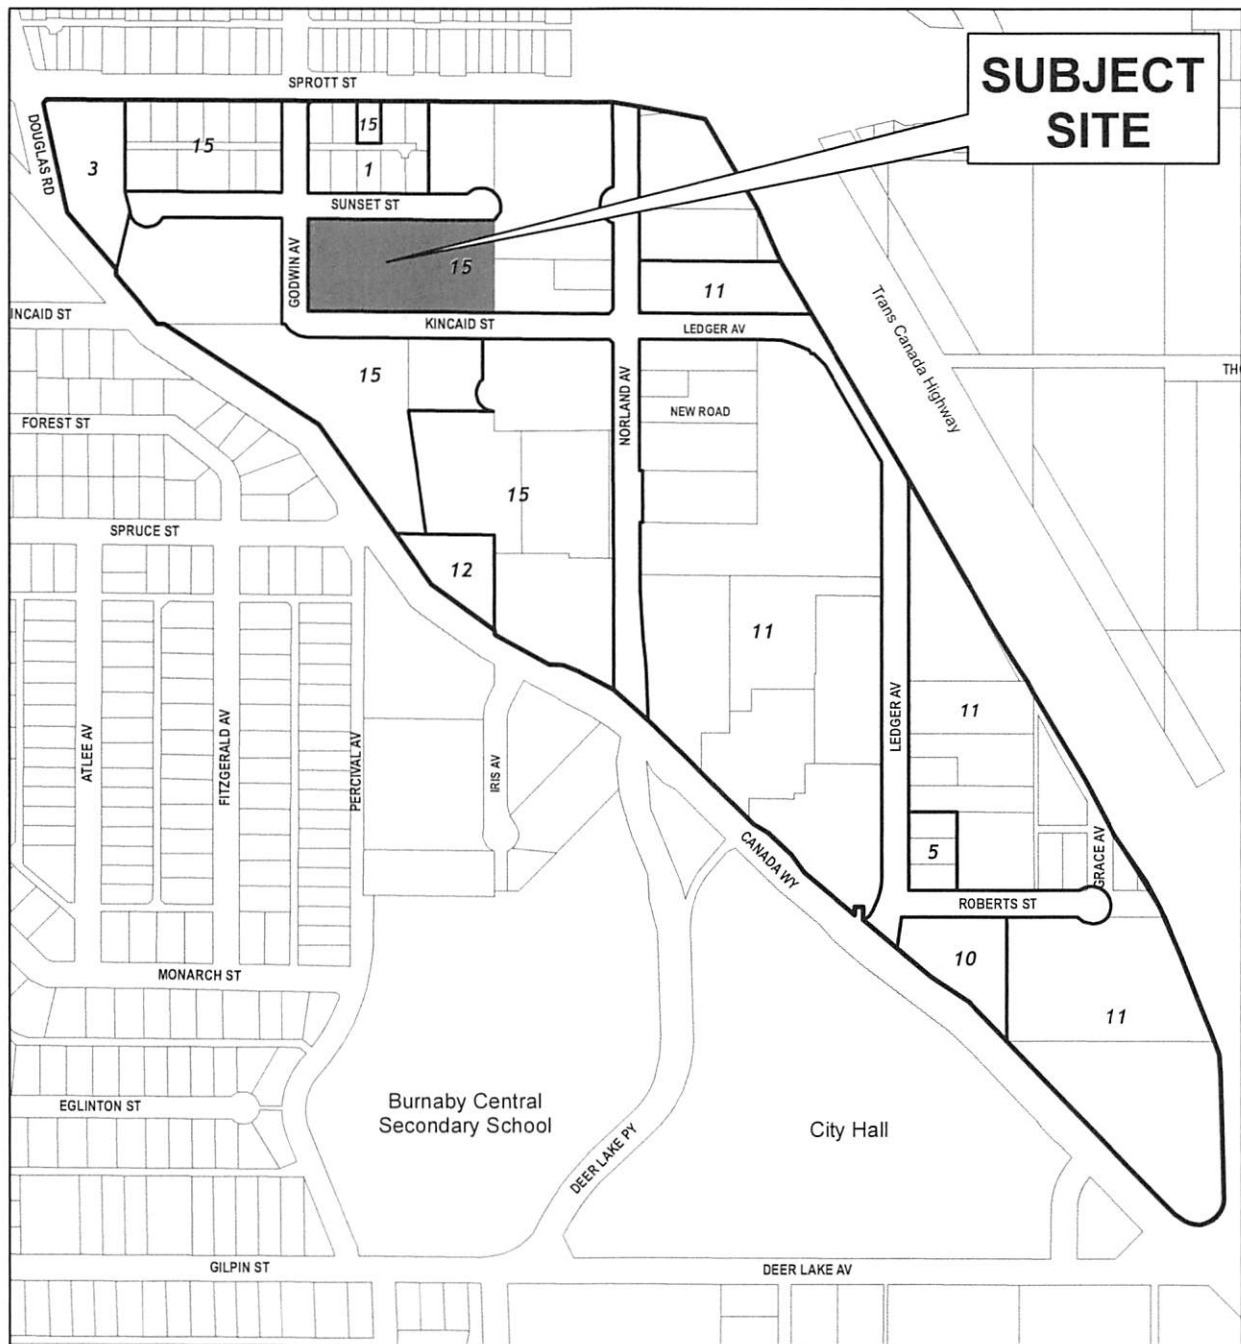 SUBJECT
SITE
SPROTT ST
DOUGLAS RD
3
15
15
1
SUNSET ST
GODWIN AV
15
11
INCAID ST
KINCAID ST
LEDGER AV
Trans Canada Highway
THO
15
NORLAND AV
NEW ROAD
FOREST ST
15
SPRUCE ST
12
11
ATLEE AV
FITZGERALD AV
PERCIVAL AV
IRIS AV
LEDGER AV
11
CANADA WY
5
GRACE AV
ROBERTS ST
MONARCH ST
10
11
EGLINTON ST
Burnaby Central
Secondary School
City Hall
DEER LAKE PY
GILPIN ST
DEER LAKE AV